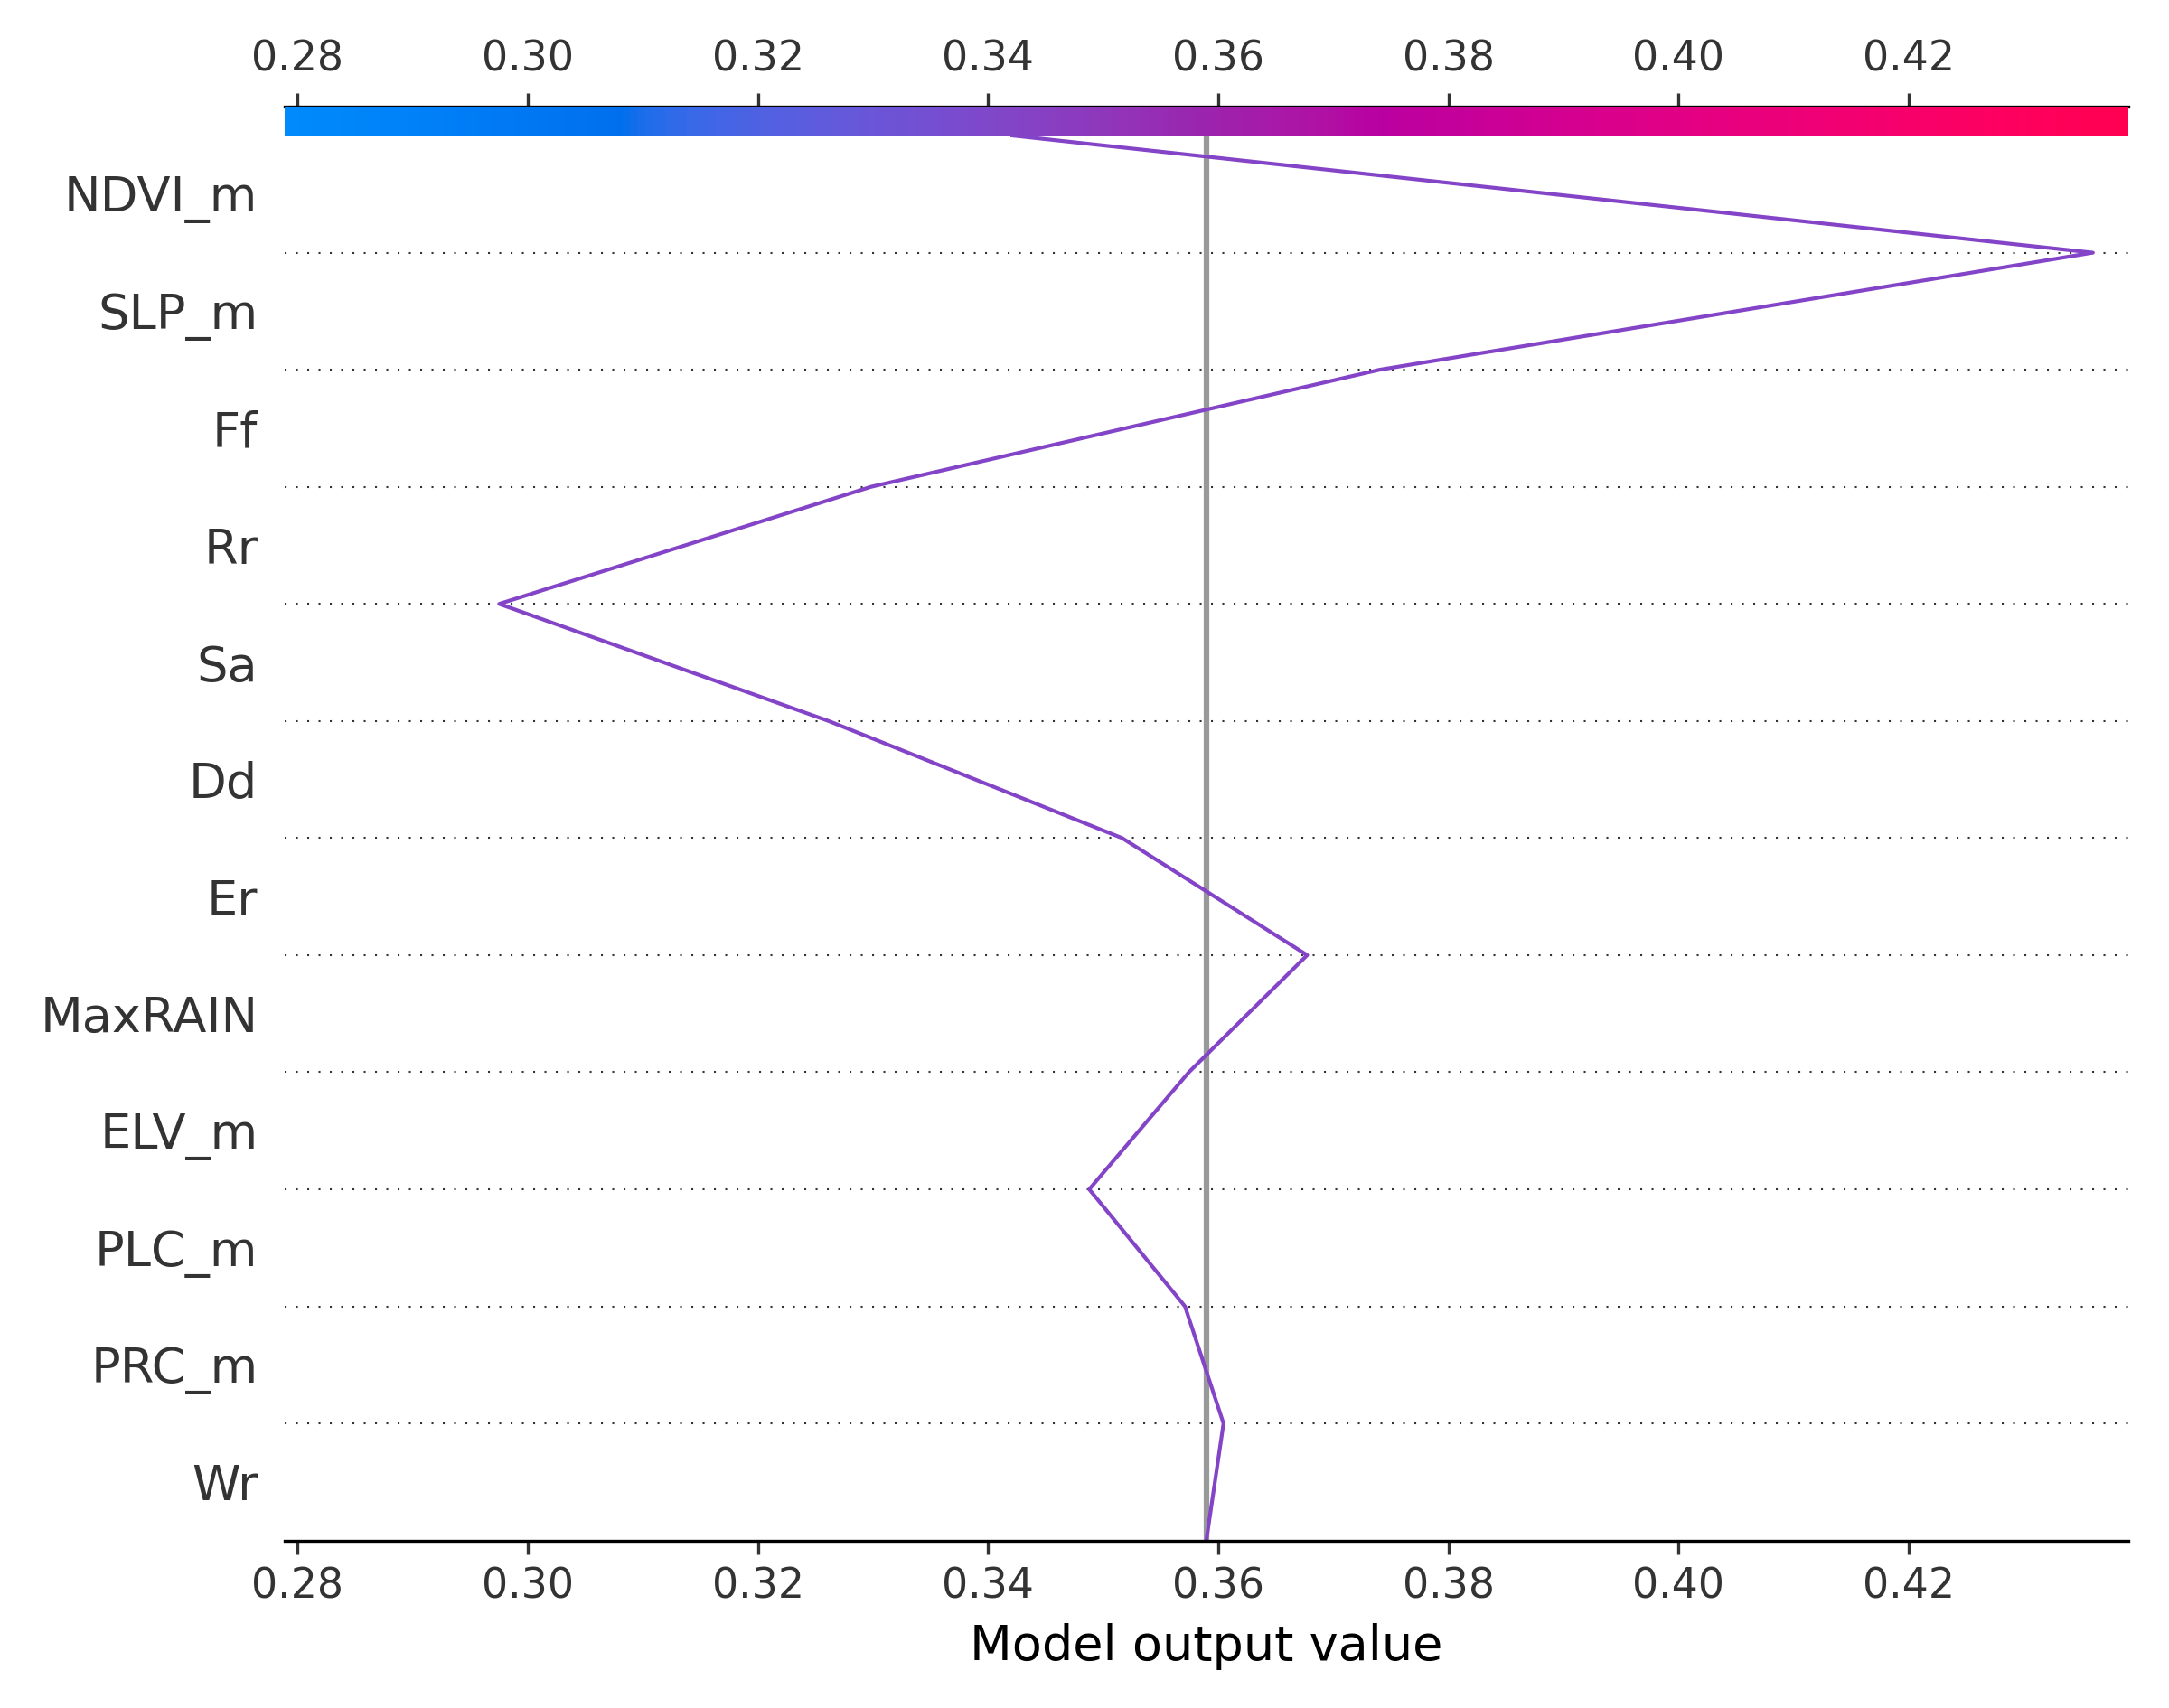 0.28 0.30 0.32 0.34 0.36 0.38 0.40 0.42
NDVI_m
SLP_m
Ff
Rr
Sa
Dd
Er
MaxRAIN
ELV_m
PLC_m
PRC_m
Wr
0.28 0.30 0.32 0.34 0.36 0.38 0.40 0.42
Model output value